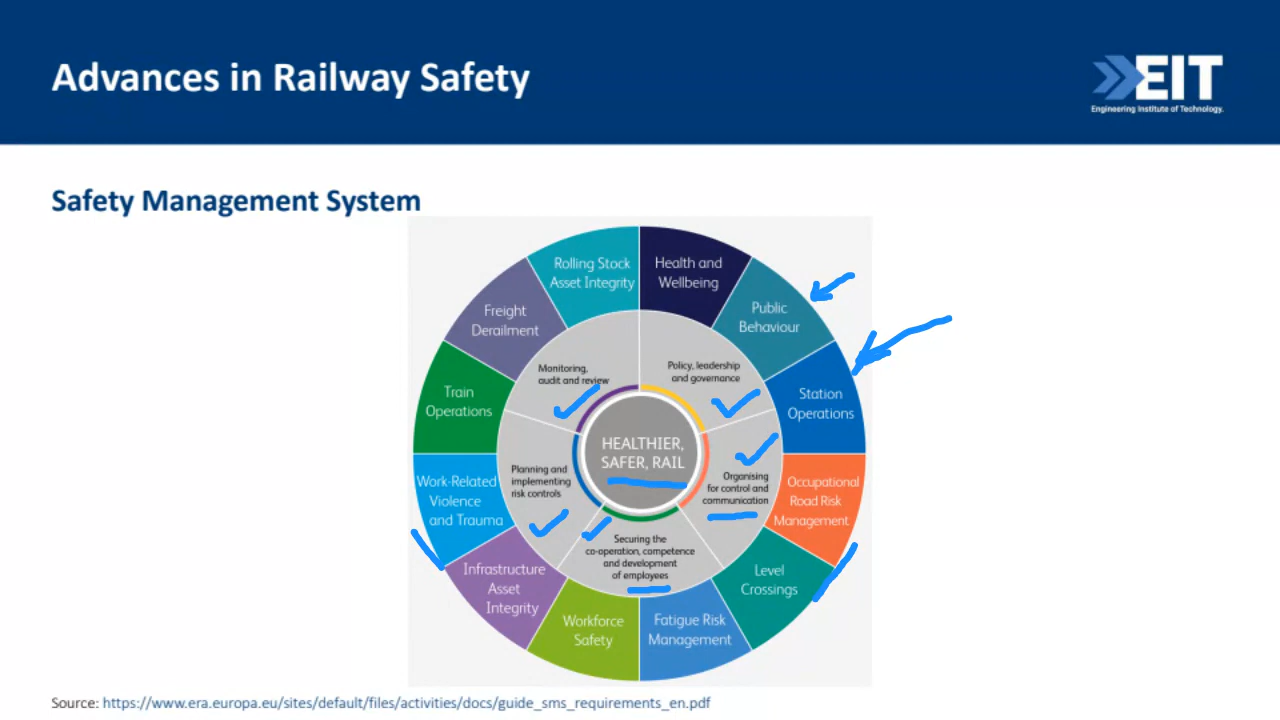 Advances in Railway Safety
EIT
Engineering Institute of Technology.
Safety Management System
Rolling Stock
Asset Integrity
Health and
Wellbeing
Freight
Derailment
Public
Behaviour
Monitoring,
audit and review
Policy, leadership
and governance
Train
Operations
Station
Operations
HEALTHIER,
SAFER, RAIL
Planning and
implementing
risk controls
Organising
for control and
communication
Work-Related
Violence
and Trauma
Occupational
Road Risk
Management
Securing the
co-operation, competence
and development
of employees
Infrastructure
Asset
Integrity
Level
Crossings
Workforce
Safety
Fatigue Risk
Management
Source: https://www.era.europa.eu/sites/default/files/activities/docs/guide_sms_requirements_en.pdf